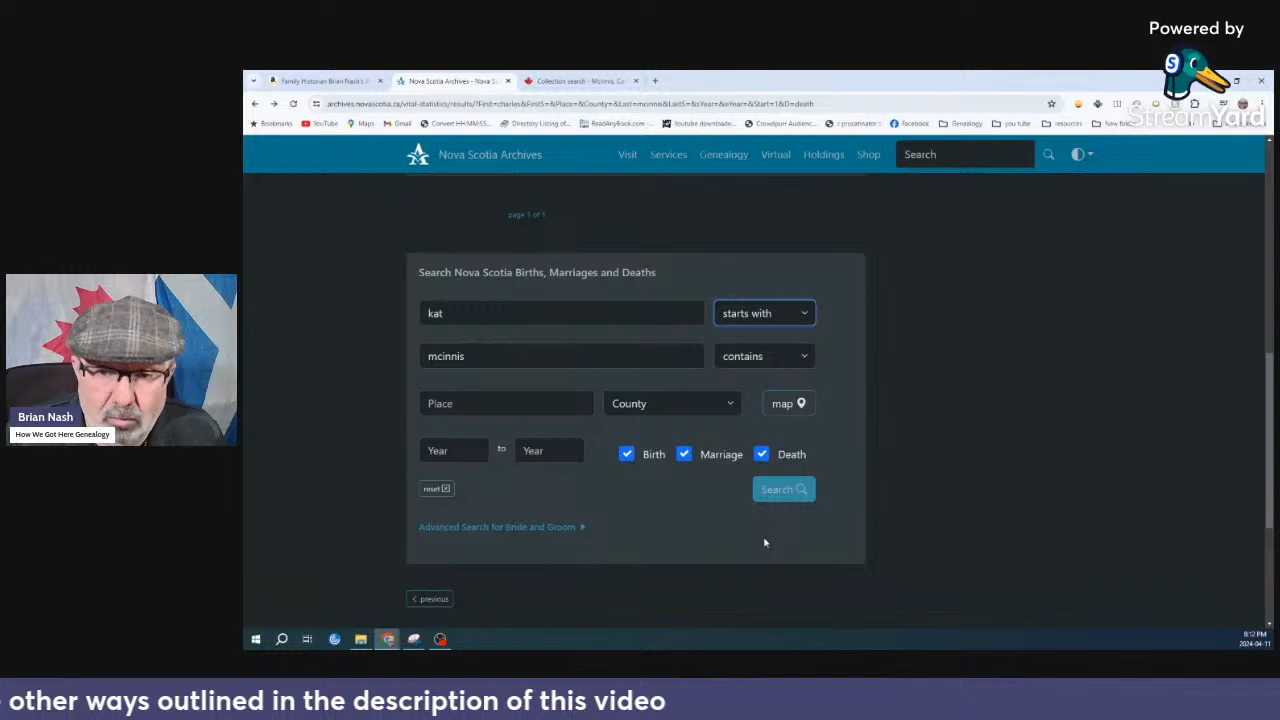 Powered by
StreamYard
Family Historian Brian Nash's A
Nova Scotia Archives - Nova S
Collection search - Mcinnis, C
archives.novascotia.ca/vital-statistics/results/?First=charles&FirstS=&Place=&County=&Last=mcinnis&LastS=&sYear=&eYear=&Start=1&D=death
Bookmarks YouTube Maps Gmail Convert HH:MM:SS... Directory Listing of... ReadAnyBook.com -... Youtube downloade... Crowdpurr Audienc... a procatinator Facebook Genealogy you tube resources New fold
Nova Scotia Archives Visit Services Genealogy Virtual Holdings Shop Search
page 1 of 1
Search Nova Scotia Births, Marriages and Deaths
kat starts with
mcinnis contains
Place County map
Year to Year Birth Marriage Death
reset Search
Advanced Search for Bride and Groom
previous
Brian Nash
How We Got Here Genealogy
8:12 PM
2024-04-11
other ways outlined in the description of this video